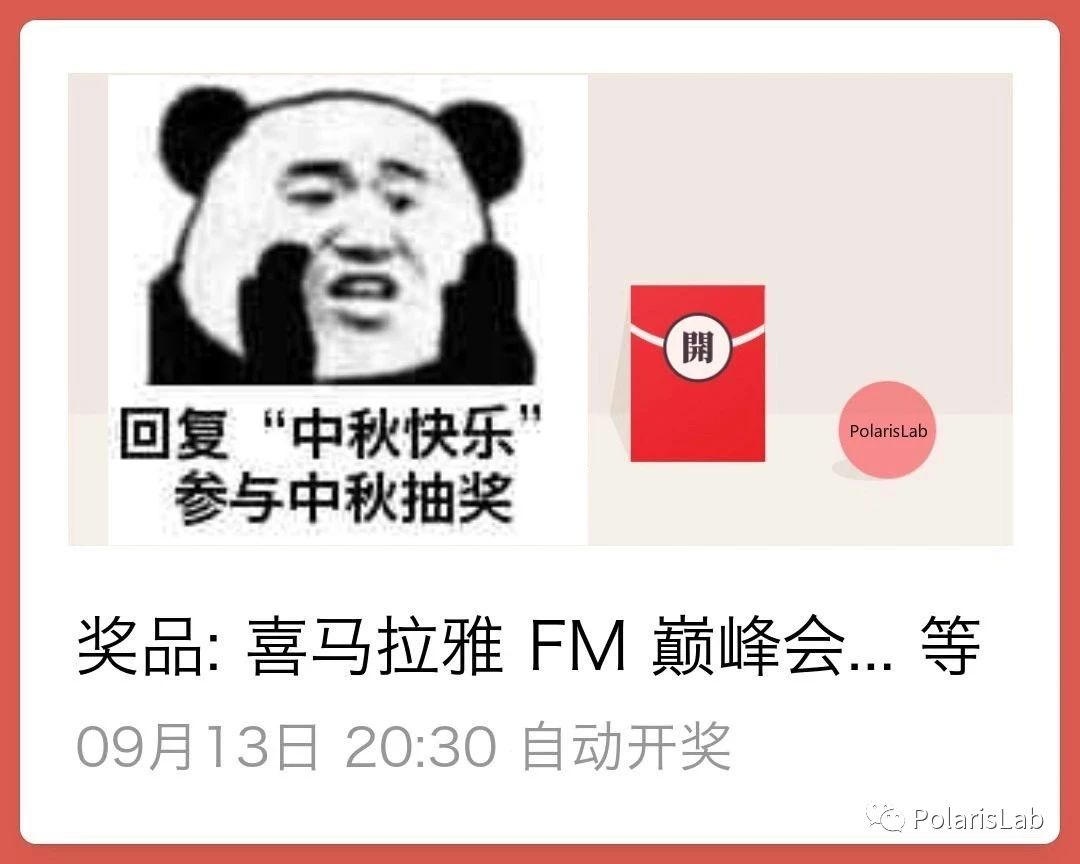 回复“中秋快乐”
参与中秋抽奖
開
PolarisLab
奖品: 喜马拉雅 FM 巅峰会... 等
09月13日 20:30 自动开奖
PolarisLab